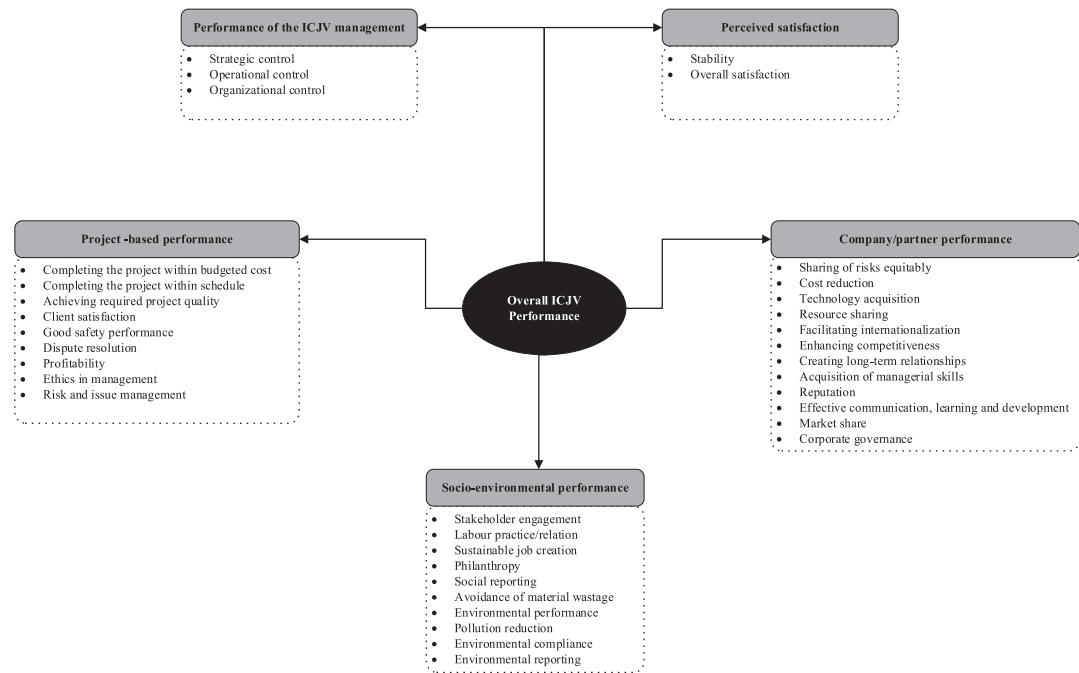 Performance of the ICJV management
• Strategic control
• Operational control
• Organizational control
Perceived satisfaction
• Stability
• Overall satisfaction
Project -based performance
• Completing the project within budgeted cost
• Completing the project within schedule
• Achieving required project quality
• Client satisfaction
• Good safety performance
• Dispute resolution
• Profitability
• Ethics in management
• Risk and issue management
Overall ICJV
Performance
Company/partner performance
• Sharing of risks equitably
• Cost reduction
• Technology acquisition
• Resource sharing
• Facilitating internationalization
• Enhancing competitiveness
• Creating long-term relationships
• Acquisition of managerial skills
• Reputation
• Effective communication, learning and development
• Market share
• Corporate governance
Socio-environmental performance
• Stakeholder engagement
• Labour practice/relation
• Sustainable job creation
• Philanthropy
• Social reporting
• Avoidance of material wastage
• Environmental performance
• Pollution reduction
• Environmental compliance
• Environmental reporting